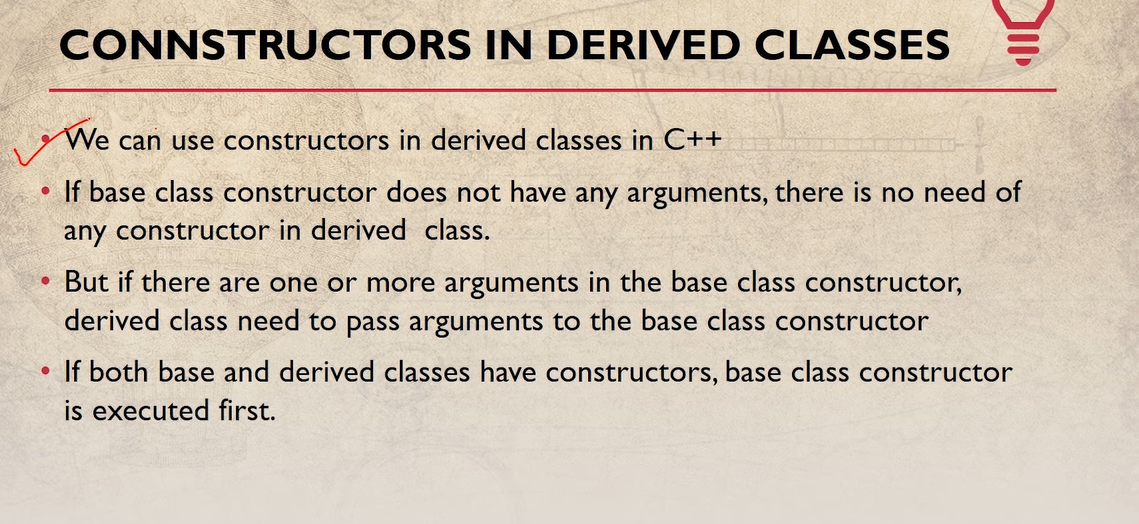 CONNSTRUCTORS IN DERIVED CLASSES
• We can use constructors in derived classes in C++
• If base class constructor does not have any arguments, there is no need of
any constructor in derived  class.
• But if there are one or more arguments in the base class constructor,
derived class need to pass arguments to the base class constructor
• If both base and derived classes have constructors, base class constructor
is executed first.